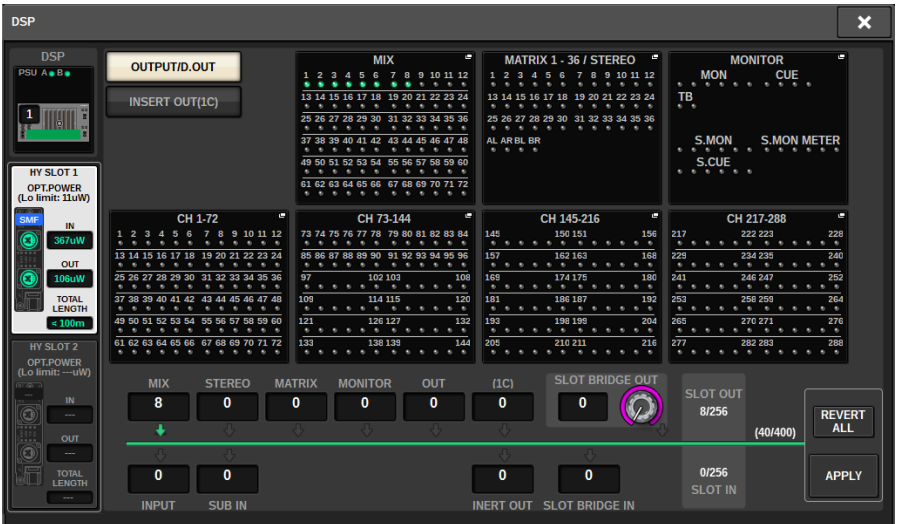 DSP
DSP
PSU A B
1
OUTPUT/D.OUT
INSERT OUT(1C)
MIX
1 2 3 4 5 6 7 8 9 10 11 12
13 14 15 16 17 18 19 20 21 22 23 24
25 26 27 28 29 30 31 32 33 34 35 36
37 38 39 40 41 42 43 44 45 46 47 48
49 50 51 52 53 54 55 56 57 58 59 60
61 62 63 64 65 66 67 68 69 70 71 72
MATRIX 1 - 36 / STEREO
1 2 3 4 5 6 7 8 9 10 11 12
13 14 15 16 17 18 19 20 21 22 23 24
25 26 27 28 29 30 31 32 33 34 35 36
AL AR BL BR
MONITOR
MON CUE
TB
S.MON S.MON METER
S.CUE
HY SLOT 1
OPT.POWER
(Lo limit: 11uW)
SMF
IN
367uW
OUT
106uW
TOTAL
LENGTH
< 100m
HY SLOT 2
OPT.POWER
(Lo limit: ---uW)
IN
---
OUT
---
TOTAL
LENGTH
---
CH 1-72
1 2 3 4 5 6 7 8 9 10 11 12
13 14 15 16 17 18 19 20 21 22 23 24
25 26 27 28 29 30 31 32 33 34 35 36
37 38 39 40 41 42 43 44 45 46 47 48
49 50 51 52 53 54 55 56 57 58 59 60
61 62 63 64 65 66 67 68 69 70 71 72
CH 73-144
73 74 75 76 77 78 79 80 81 82 83 84
85 86 87 88 89 90 91 92 93 94 95 96
97 102 103 108
109 114 115 120
121 126 127 132
133 138 139 144
CH 145-216
145 150 151 156
157 162 163 168
169 174 175 180
181 186 187 192
193 198 199 204
205 210 211 216
CH 217-288
217 222 223 228
229 234 235 240
241 246 247 252
253 258 259 264
265 270 271 276
277 282 283 288
MIX STEREO MATRIX MONITOR OUT (1C) SLOT BRIDGE OUT
8 0 0 0 0 0 0
SLOT OUT
8/256
(40/400)
0 0 0 0
INPUT SUB IN INERT OUT SLOT BRIDGE IN
0/256
SLOT IN
REVERT
ALL
APPLY